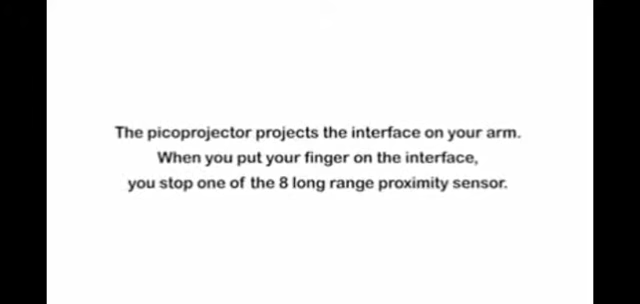 The picoprojector projects the interface on your arm.
When you put your finger on the interface,
you stop one of the 8 long range proximity sensor.